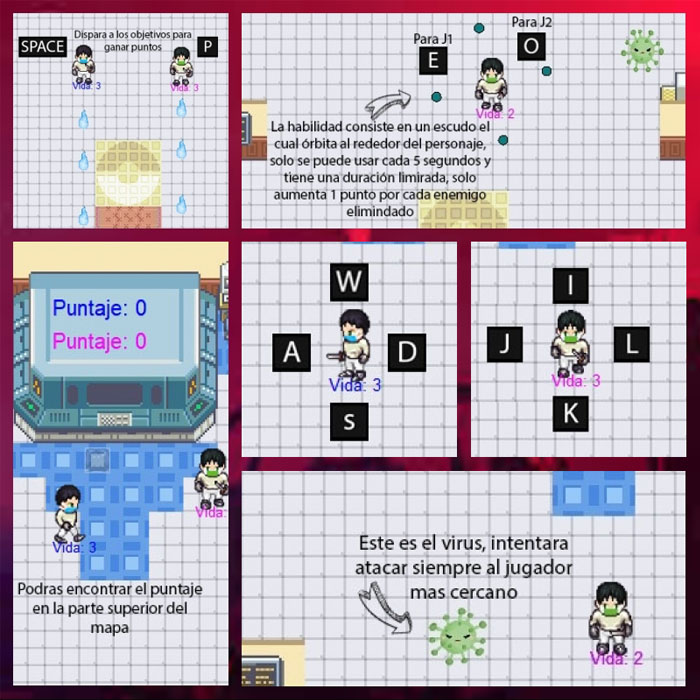 SPACE
Dispara a los objetivos para
ganar puntos
P
Vida: 3
Vida: 3
Para J1
E
Para J2
O
Vida: 2
La habilidad consiste en un escudo el
cual órbita al rededor del personaje,
solo se puede usar cada 5 segundos y
tiene una duración limirada, solo
aumenta 1 punto por cada enemigo
elimindado
Puntaje: 0
Puntaje: 0
Vida: 3
Vida:
Podras encontrar el puntaje
en la parte superior del
mapa
W
A
D
Vida: 3
s
I
J
L
Vida: 3
K
Este es el virus, intentara
atacar siempre al jugador
mas cercano
Vida: 2